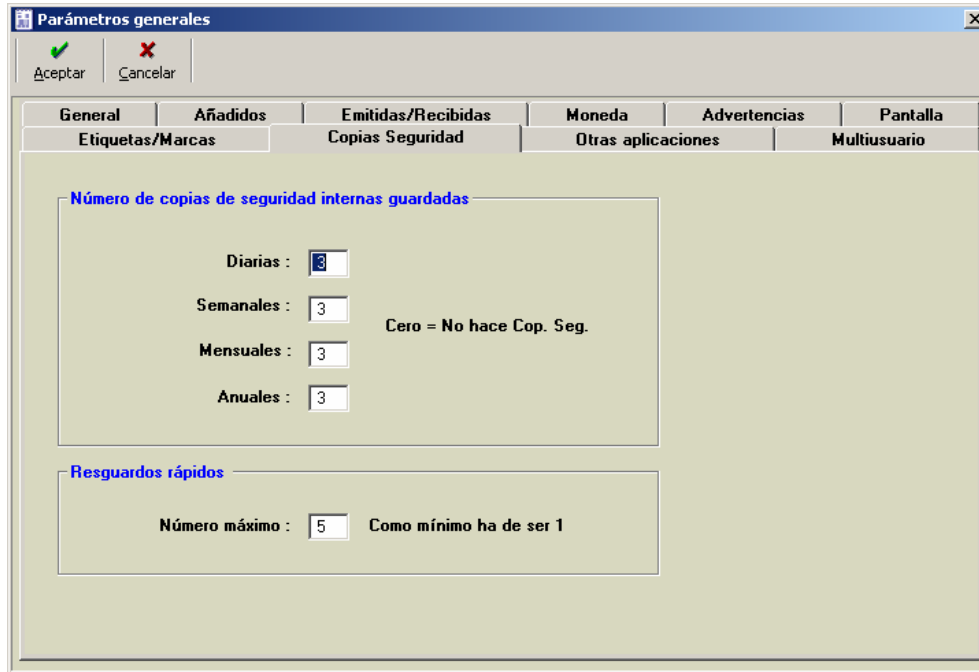 Parámetros generales
Aceptar Cancelar
General Añadidos Emitidas/Recibidas Moneda Advertencias Pantalla
Etiquetas/Marcas Copias Seguridad Otras aplicaciones Multiusuario
Número de copias de seguridad internas guardadas
Diarias : 3
Semanales : 3
Cero = No hace Cop. Seg.
Mensuales : 3
Anuales : 3
Resguardos rápidos
Número máximo : 5 Como mínimo ha de ser 1